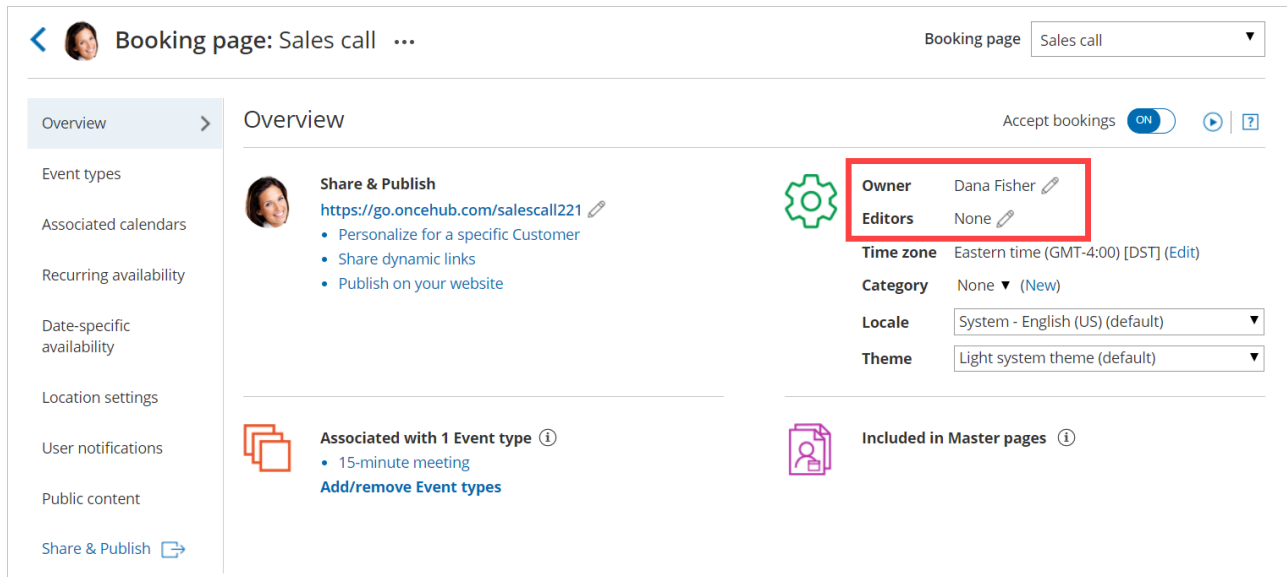 Booking page: Sales call ...
Booking page Sales call
Overview
Event types
Associated calendars
Recurring availability
Date-specific
availability
Location settings
User notifications
Public content
Share & Publish
Overview
Accept bookings ON
?
Share & Publish
https://go.oncehub.com/salescall221
• Personalize for a specific Customer
• Share dynamic links
• Publish on your website
Owner Dana Fisher
Editors None
Time zone Eastern time (GMT-4:00) [DST] (Edit)
Category None (New)
Locale System - English (US) (default)
Theme Light system theme (default)
Associated with 1 Event type i
• 15-minute meeting
Add/remove Event types
Included in Master pages i